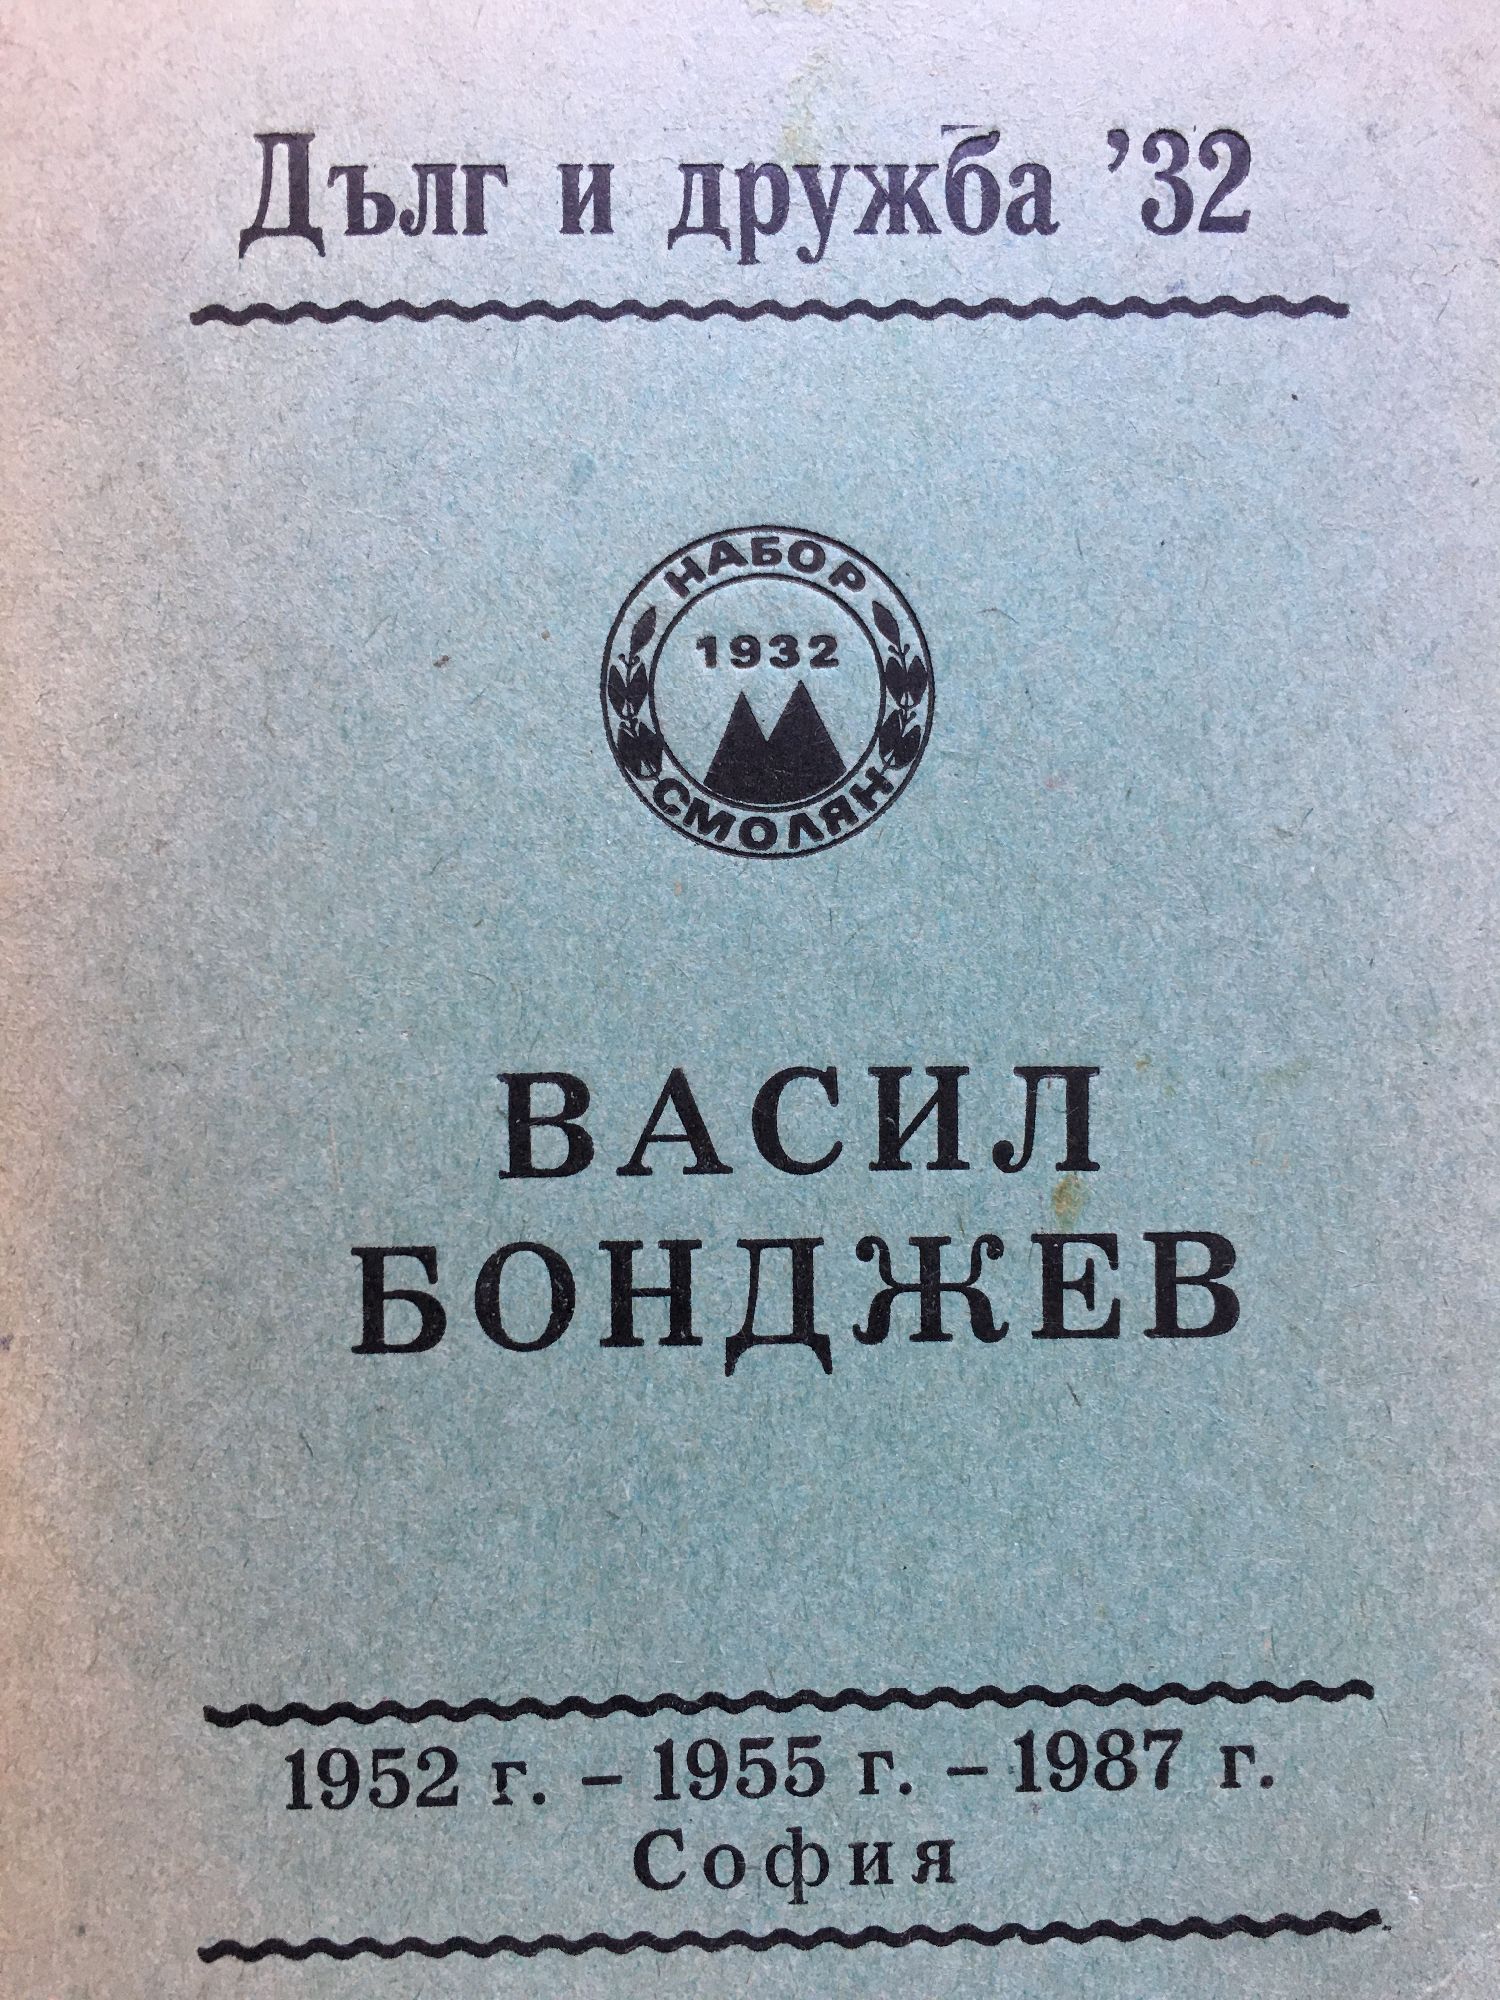 Дълг и дружба ’32
НАБОР
1932
СМОЛЯН
ВАСИЛ
БОНДЖЕВ
1952 г. – 1955 г. – 1987 г.
София